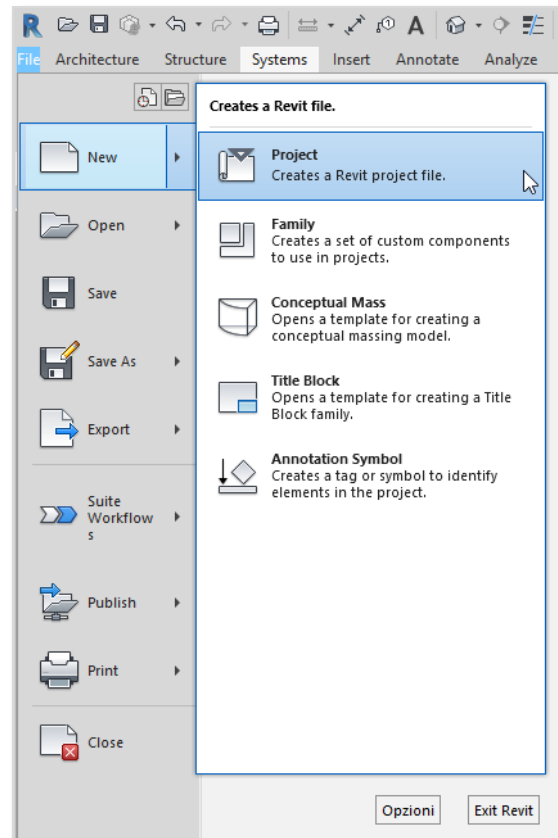 R
A
File Architecture Structure Systems Insert Annotate Analyze
Creates a Revit file.
New
Project
Creates a Revit project file.
Open
Family
Creates a set of custom components
to use in projects.
Save
Conceptual Mass
Opens a template for creating a
conceptual massing model.
Save As
Title Block
Opens a template for creating a Title
Block family.
Export
Annotation Symbol
Creates a tag or symbol to identify
elements in the project.
Suite
Workflow
s
Publish
Print
Close
Opzioni Exit Revit